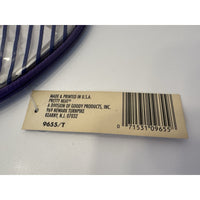 MADE & PRINTED IN U.S.A.
PRETTY NEAT®
A DIVISION OF GOODY PRODUCTS, INC.
969 NEWARK TURNPIKE
KEARNY, N.J. 07032
9655/T
0 71531 09655